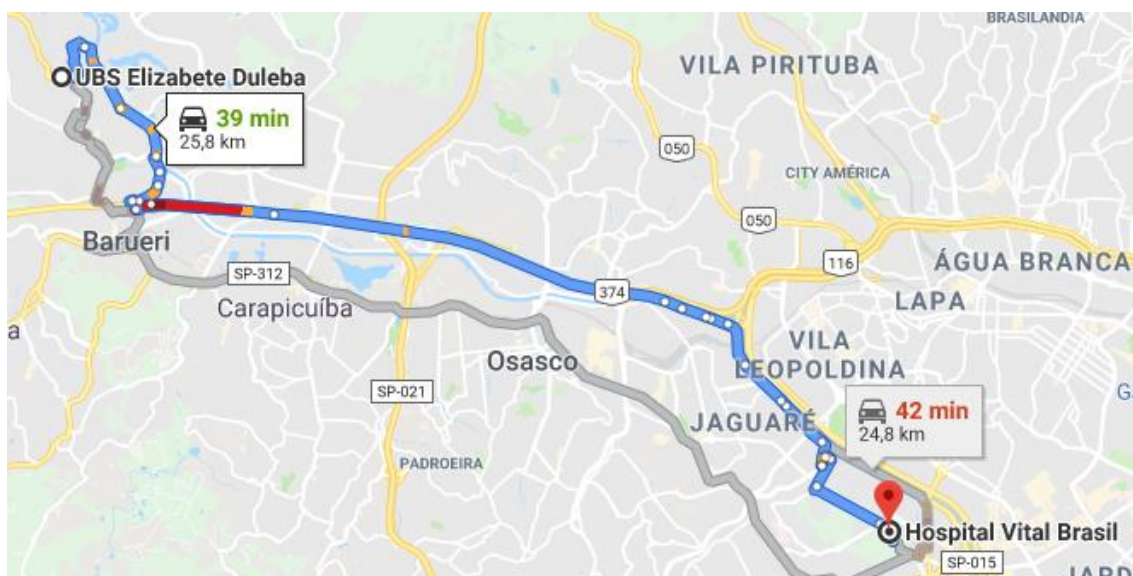 BRASILANDIA
UBS Elizabete Duleba
VILA PIRITUBA
39 min
25,8 km
050
CITY AMÉRICA
050
Barueri
SP-312
116
ÁGUA BRANCA
374
LAPA
Carapicuíba
a
VILA
LEOPOLDINA
Osasco
SP-021
42 min
24,8 km
G
JAGUARÉ
PADROEIRA
Hospital Vital Brasil
SP-015
JARD